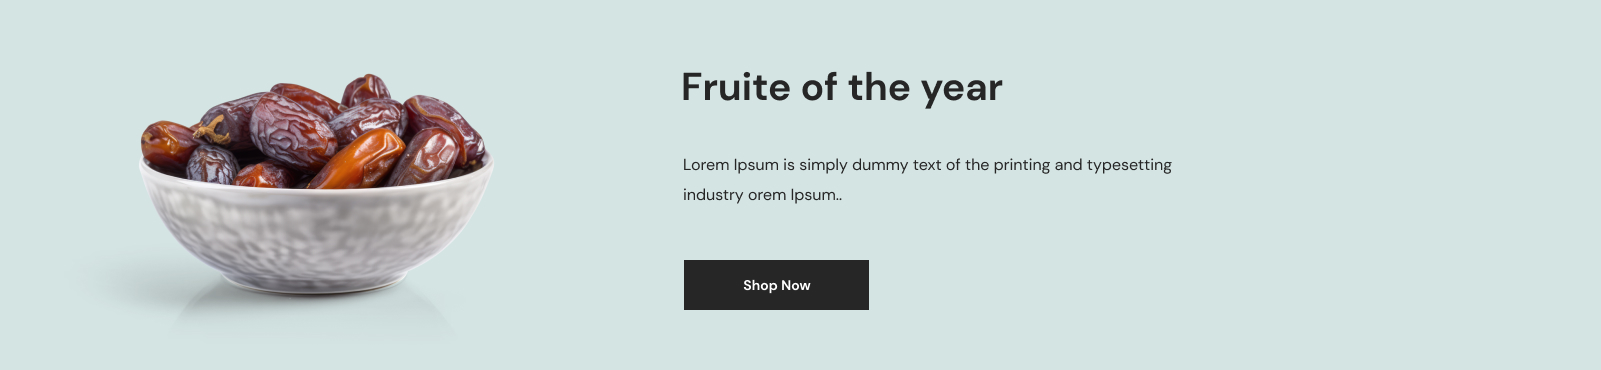 Fruite of the year
Lorem Ipsum is simply dummy text of the printing and typesetting
industry orem Ipsum..
Shop Now